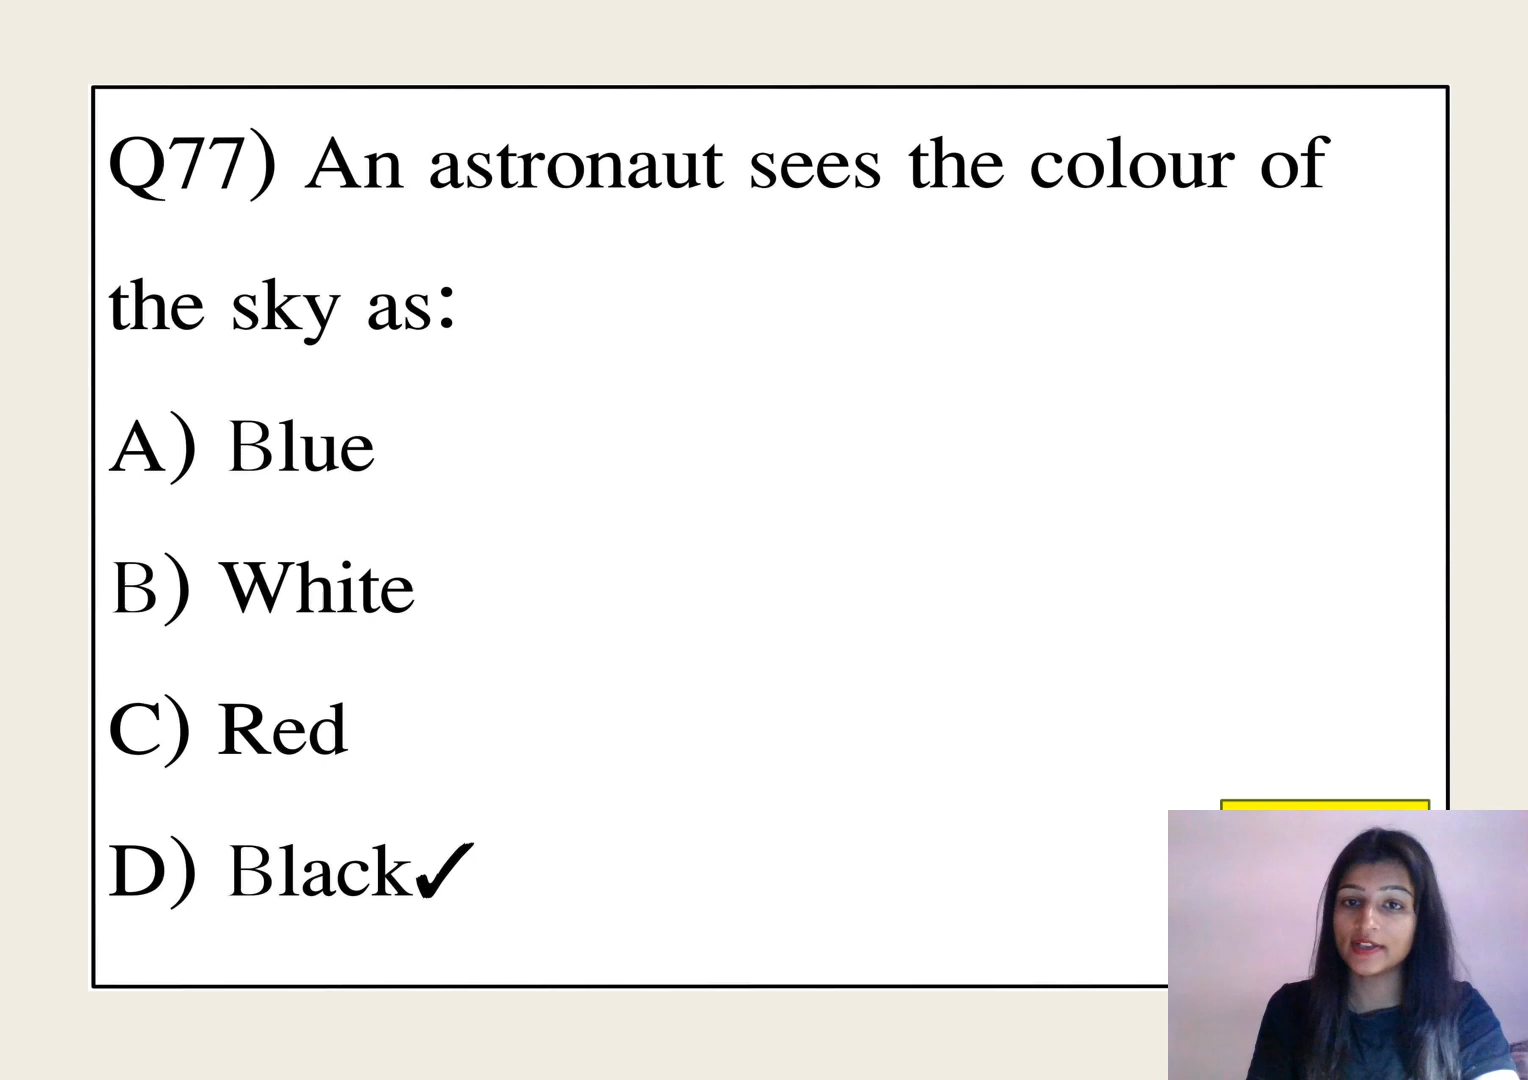 Q77) An astronaut sees the colour of
the sky as:
A) Blue
B) White
C) Red
D) Black✓